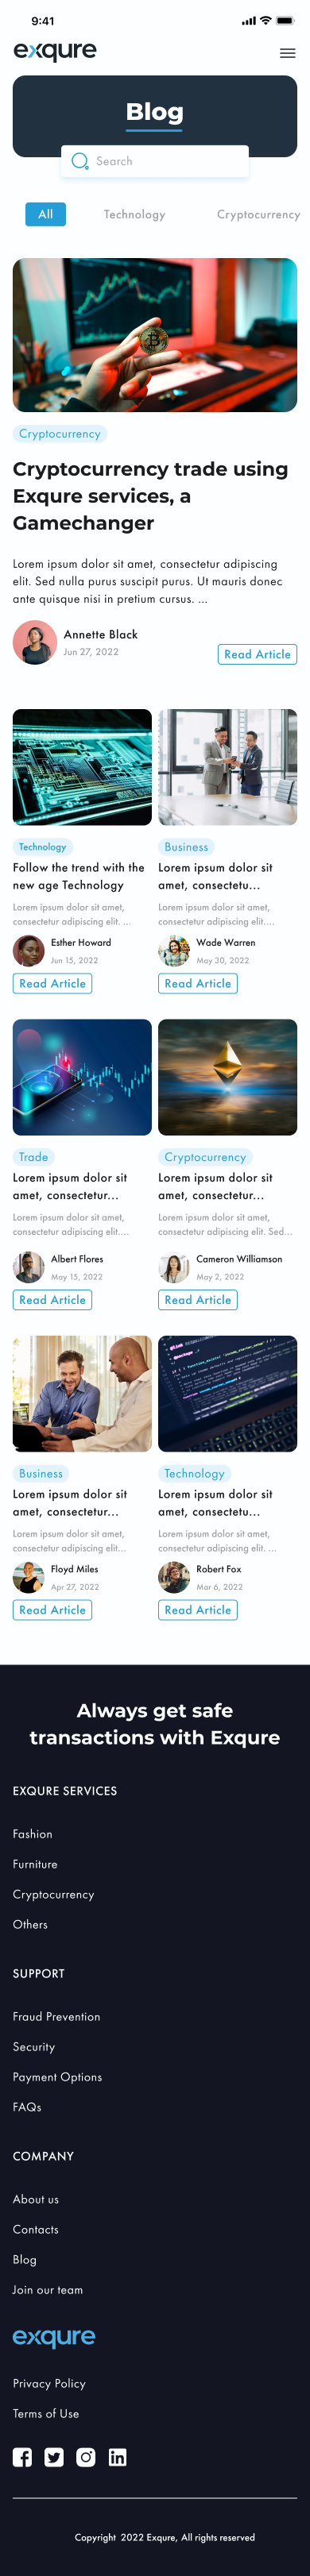 9:41
exqure
Blog
Search
All Technology Cryptocurrency
Cryptocurrency
Cryptocurrency trade using
Exqure services, a
Gamechanger
Lorem ipsum dolor sit amet, consectetur adipiscing
elit. Sed nulla purus suscipit purus. Ut mauris donec
ante quisque nisi in pretium cursus. ...
Annette Black
Jun 27, 2022
Read Article
Technology
Follow the trend with the
new age Technology
Lorem ipsum dolor sit amet,
consectetur adipiscing elit. ...
Esther Howard
Jun 15, 2022
Read Article
Business
Lorem ipsum dolor sit
amet, consectetu...
Lorem ipsum dolor sit amet,
consectetur adipiscing elit....
Wade Warren
May 30, 2022
Read Article
Trade
Lorem ipsum dolor sit
amet, consectetur...
Lorem ipsum dolor sit amet,
consectetur adipiscing elit....
Albert Flores
May 15, 2022
Read Article
Cryptocurrency
Lorem ipsum dolor sit
amet, consectetur...
Lorem ipsum dolor sit amet,
consectetur adipiscing elit. Sed...
Cameron Williamson
May 2, 2022
Read Article
Business
Lorem ipsum dolor sit
amet, consectetur...
Lorem ipsum dolor sit amet,
consectetur adipiscing elit...
Floyd Miles
Apr 27, 2022
Read Article
Technology
Lorem ipsum dolor sit
amet, consectetu...
Lorem ipsum dolor sit amet,
consectetur adipiscing elit. ...
Robert Fox
Mar 6, 2022
Read Article
Always get safe
transactions with Exqure
EXQURE SERVICES
Fashion
Furniture
Cryptocurrency
Others
SUPPORT
Fraud Prevention
Security
Payment Options
FAQs
COMPANY
About us
Contacts
Blog
Join our team
exqure
Privacy Policy
Terms of Use
Copyright 2022 Exqure, All rights reserved